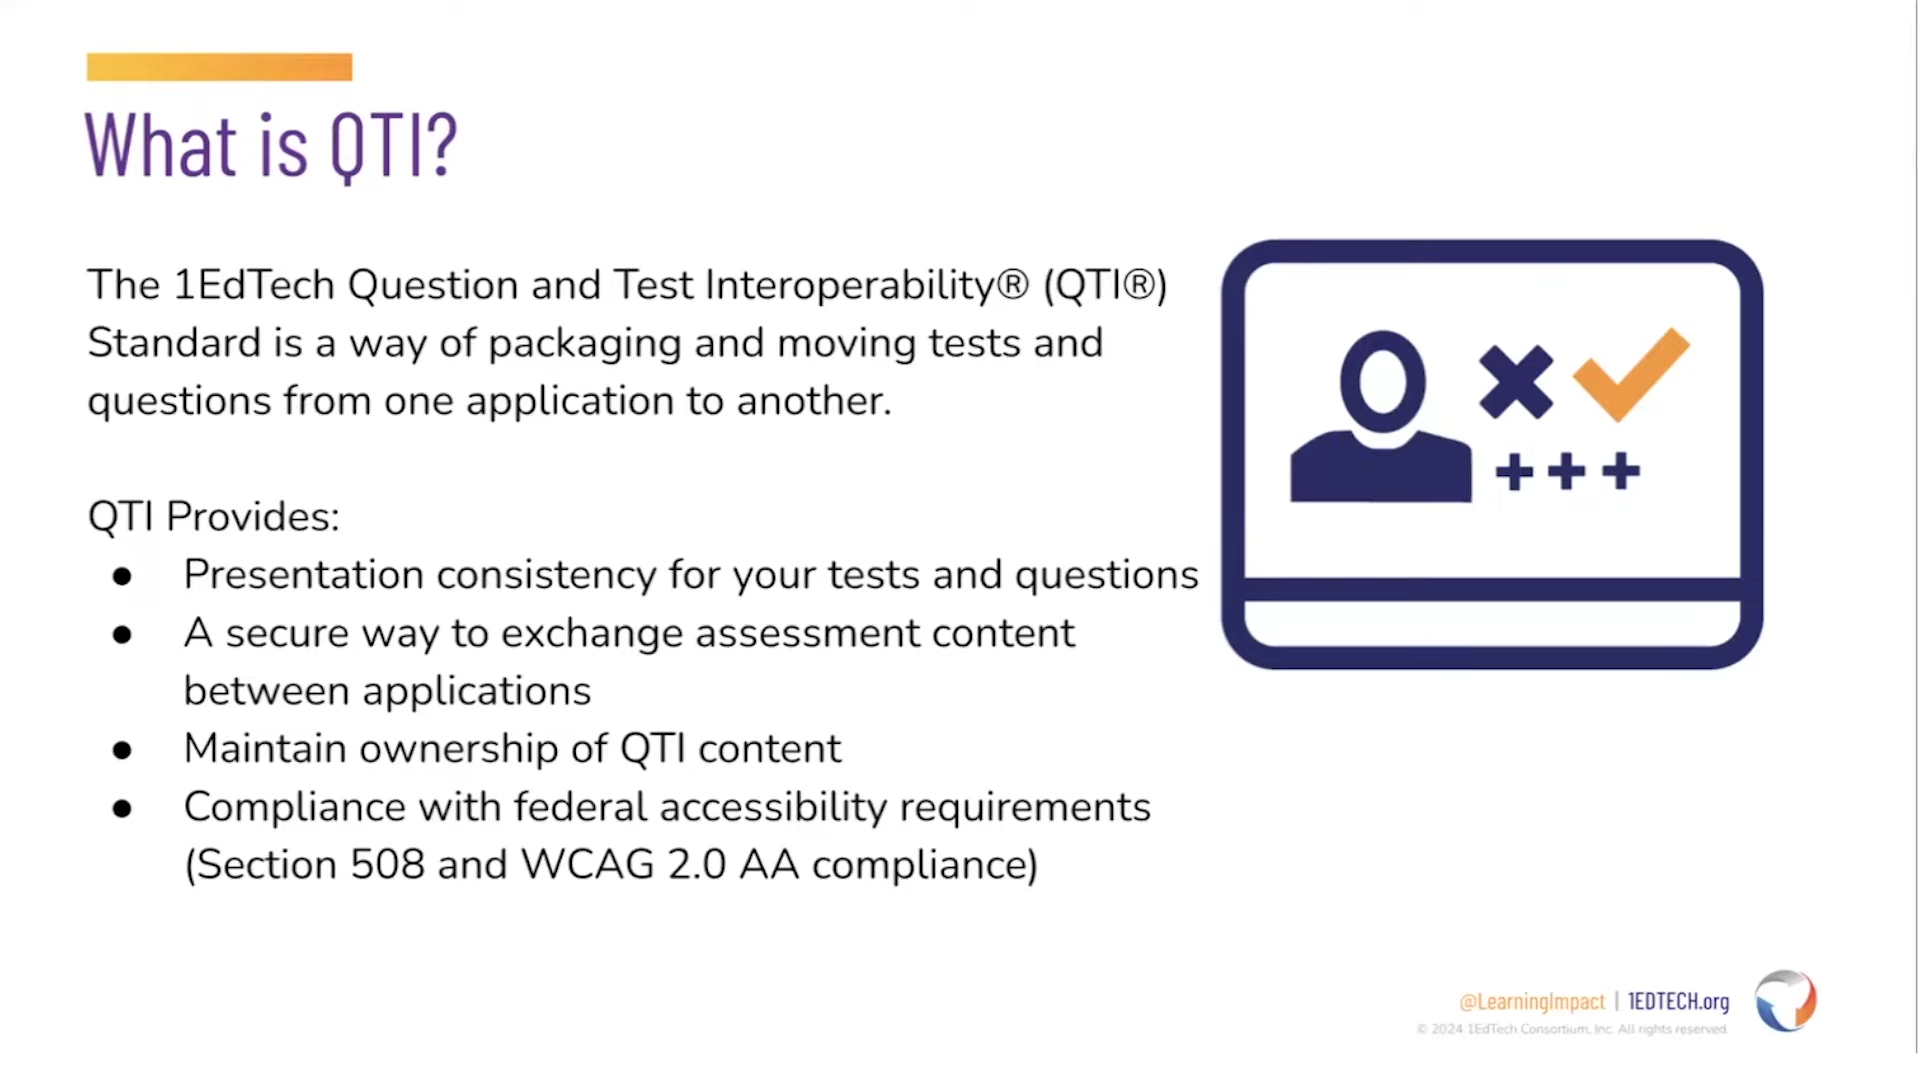 What is QTI?
The 1EdTech Question and Test Interoperability® (QTI®)
Standard is a way of packaging and moving tests and
questions from one application to another.
QTI Provides:
● Presentation consistency for your tests and questions
● A secure way to exchange assessment content
between applications
● Maintain ownership of QTI content
● Compliance with federal accessibility requirements
(Section 508 and WCAG 2.0 AA compliance)
@LearningImpact | 1EDTECH.org
© 2024 1EdTech Consortium, Inc. All rights reserved.